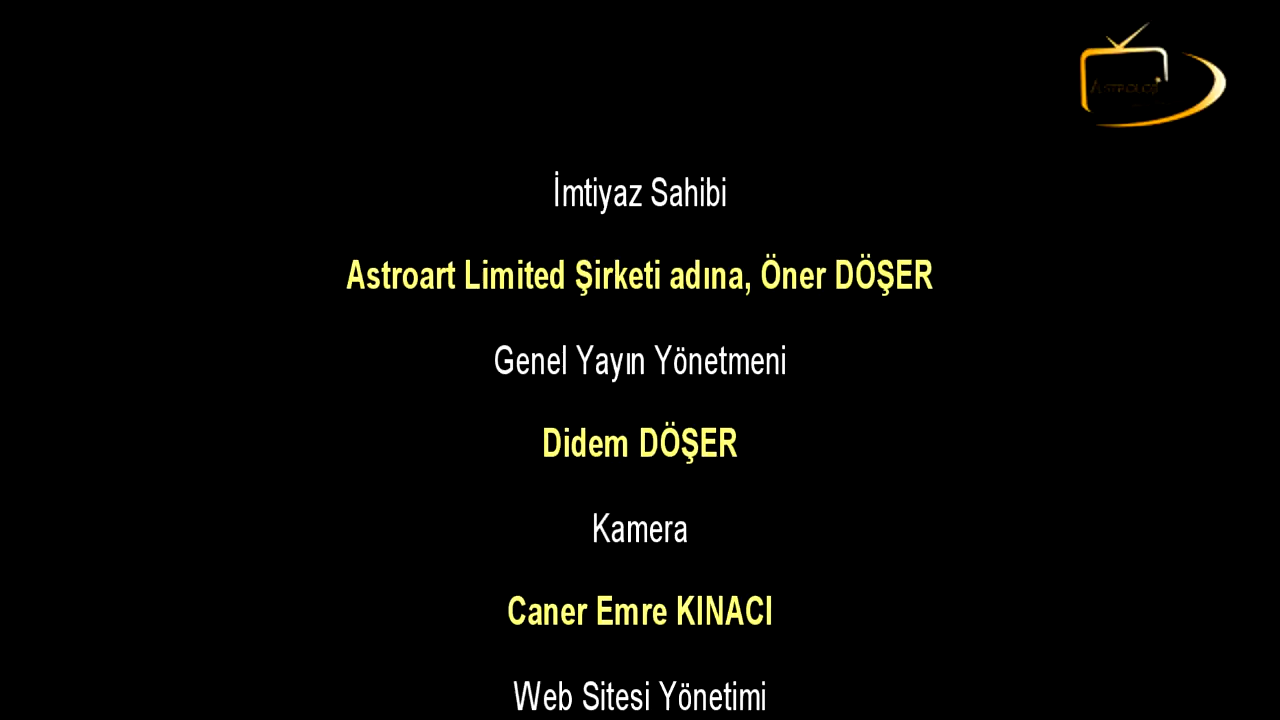 İmtiyaz Sahibi
Astroart Limited Şirketi adına, Öner DÖŞER
Genel Yayın Yönetmeni
Didem DÖŞER
Kamera
Caner Emre KINACI
Web Sitesi Yönetimi